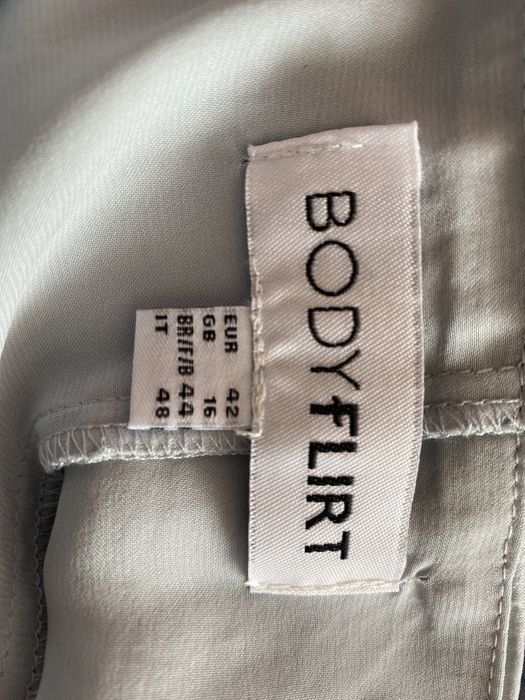 BODYFLIRT
EUR 42
GB 16
BR/F/B 44
IT 48